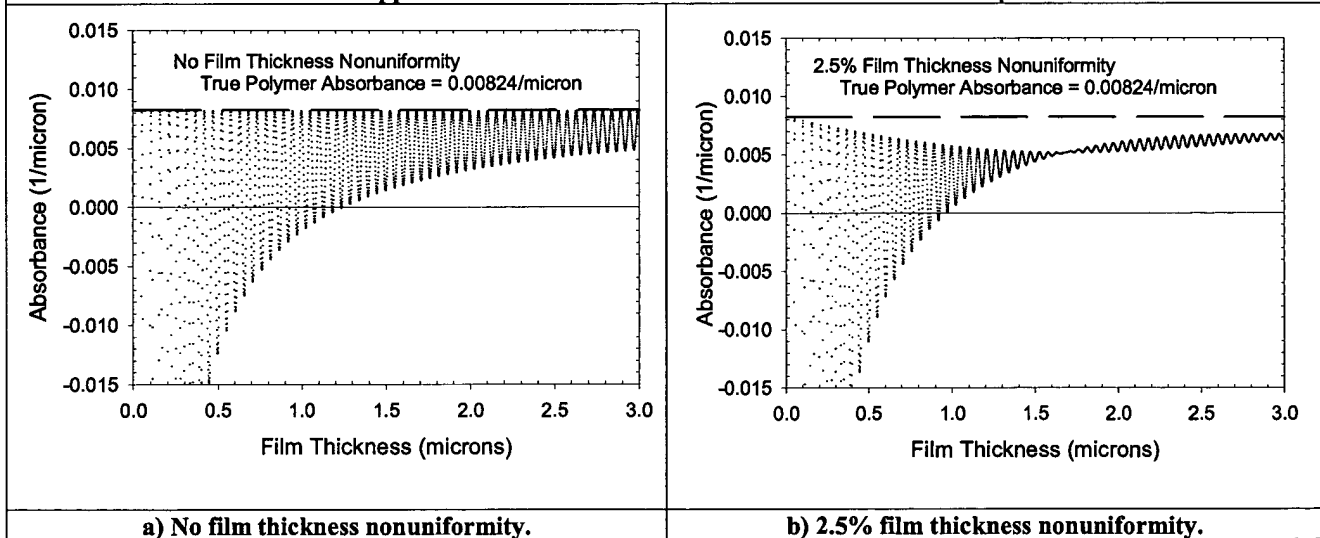 0.015
0.010
0.005
0.000
-0.005
-0.010
-0.015
Absorbance (1/micron)
No Film Thickness Nonuniformity
True Polymer Absorbance = 0.00824/micron
0.0 0.5 1.0 1.5 2.0 2.5 3.0
Film Thickness (microns)
a) No film thickness nonuniformity.
0.015
0.010
0.005
0.000
-0.005
-0.010
-0.015
Absorbance (1/micron)
2.5% Film Thickness Nonuniformity
True Polymer Absorbance = 0.00824/micron
0.0 0.5 1.0 1.5 2.0 2.5 3.0
Film Thickness (microns)
b) 2.5% film thickness nonuniformity.